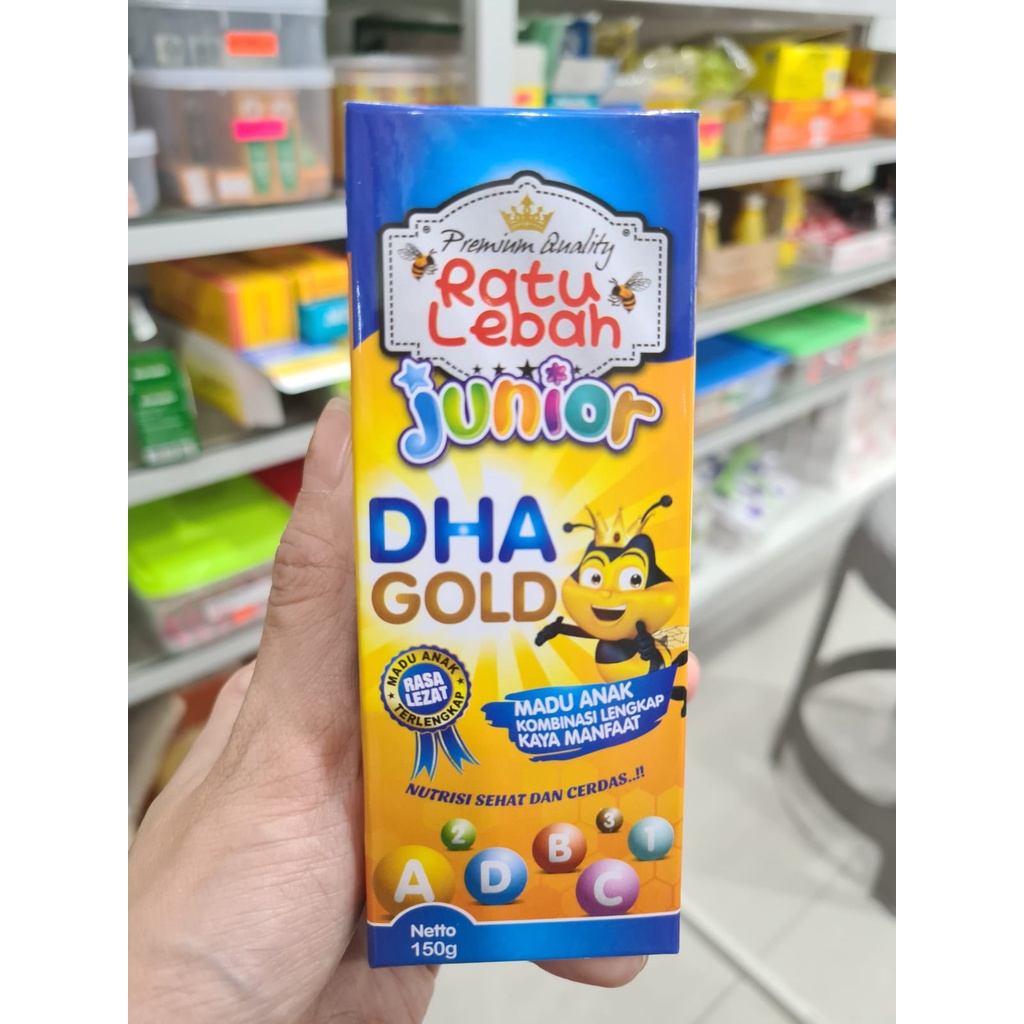 Premium Quality
Ratu
Lebah
junior
DHA
GOLD
MADU ANAK
RASA
LEZAT
TERLENGKAP
MADU ANAK
KOMBINASI LENGKAP
KAYA MANFAAT
NUTRISI SEHAT DAN CERDAS..!!
2
3
1
A
D
B
C
Netto
150g